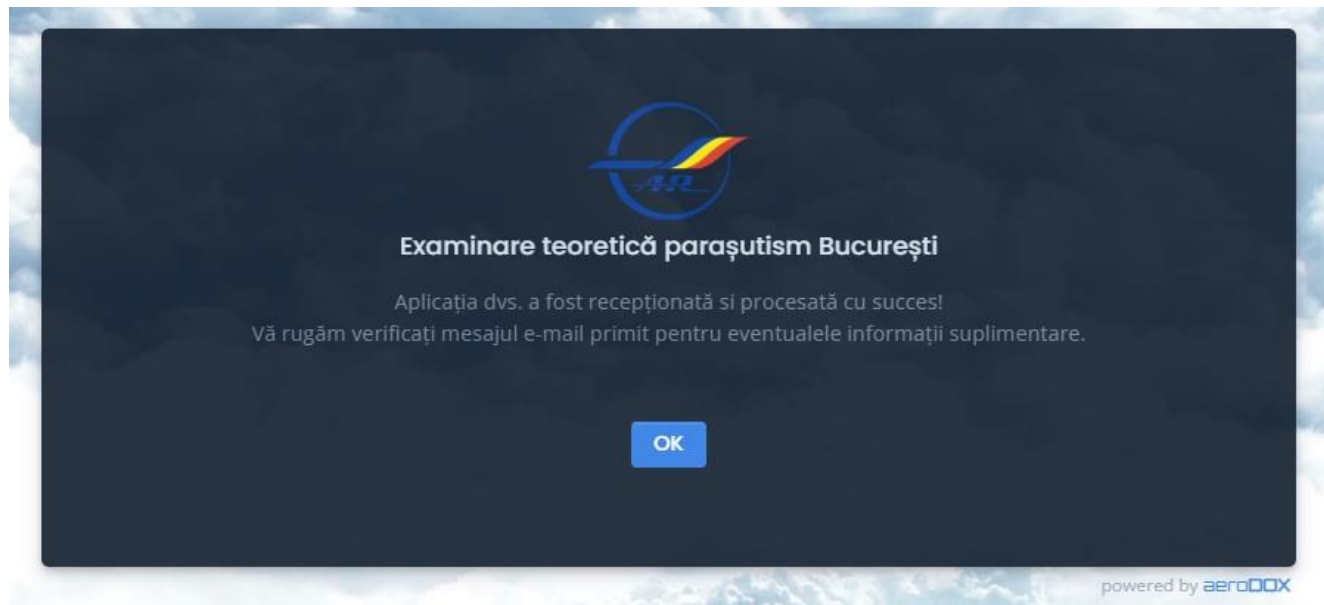 AR
Examinare teoretică parașutism București
Aplicația dvs. a fost recepționată si procesată cu succes!
Vă rugăm verificați mesajul e-mail primit pentru eventualele informații suplimentare.
OK
powered by aeroDOX